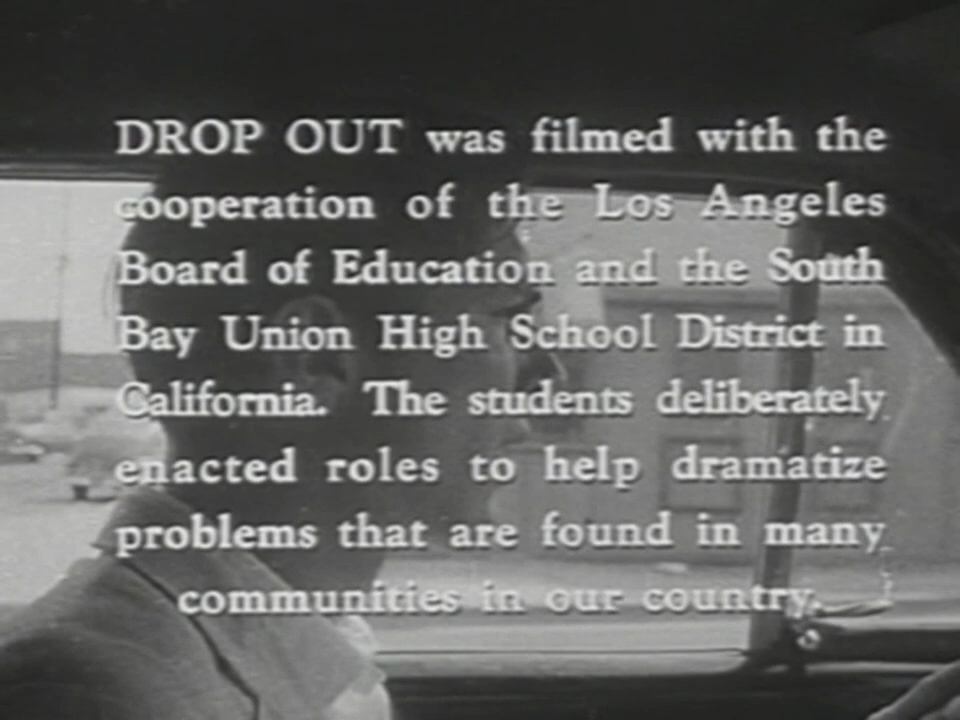 DROP OUT was filmed with the
cooperation of the Los Angeles
Board of Education and the South
Bay Union High School District in
California. The students deliberately
enacted roles to help dramatize
problems that are found in many
communities in our country.